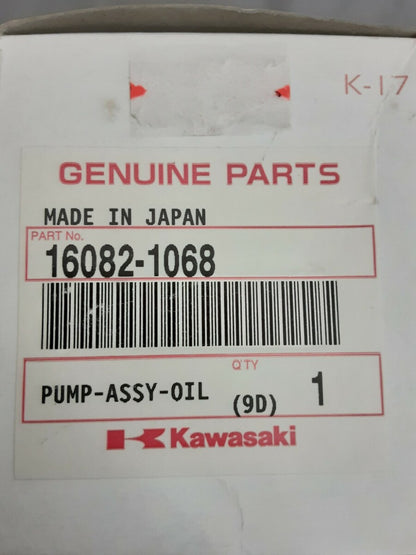 K-17
GENUINE PARTS
MADE IN JAPAN
PART No.
16082-1068
Q'TY
PUMP-ASSY-OIL (9D) 1
Kawasaki